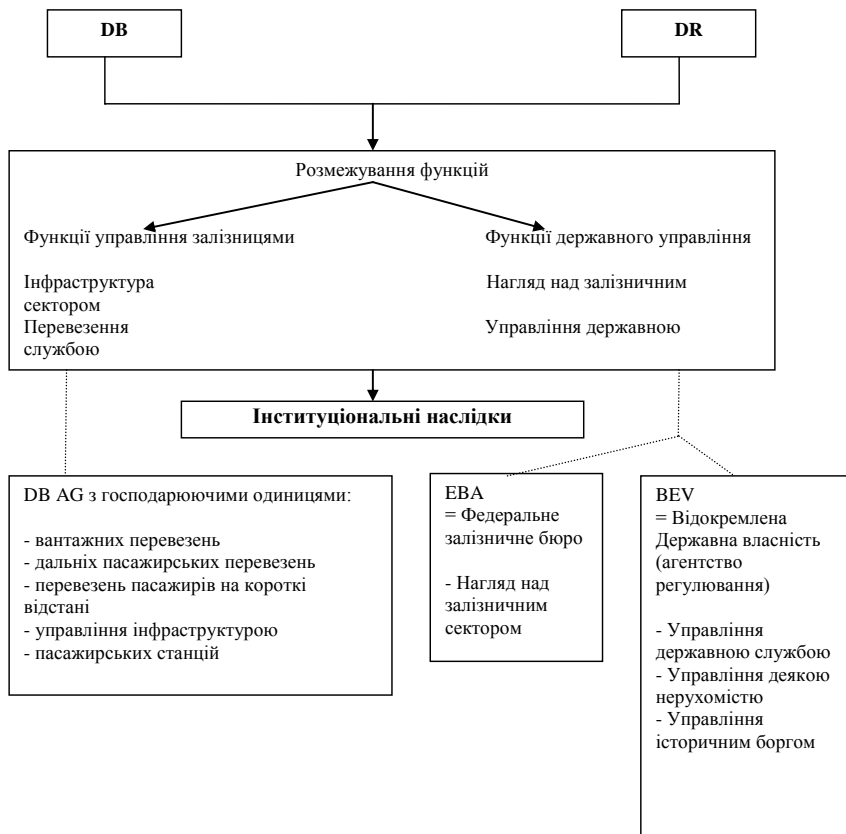 DB
DR
Розмежування функцій
Функції управління залізницями
Функції державного управління
Інфраструктура
Нагляд над залізничним
сектором
Перевезення
Управління державною
службою
Інституціональні наслідки
DB AG з господарюючими одиницями:
- вантажних перевезень
- дальніх пасажирських перевезень
- перевезень пасажирів на короткі
відстані
- управління інфраструктурою
- пасажирських станцій
EBA
= Федеральне
залізничне бюро
- Нагляд над
залізничним
сектором
BEV
= Відокремлена
Державна власність
(агентство
регулювання)
- Управління
державною службою
- Управління деякою
нерухомістю
- Управління
історичним боргом